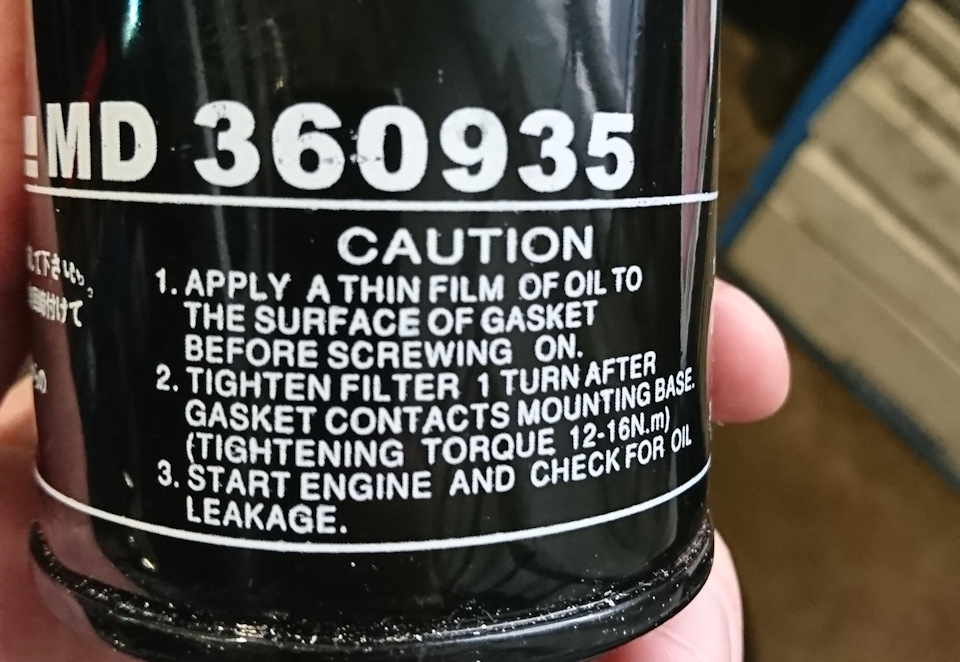 MD 360935
CAUTION
1. APPLY A THIN FILM OF OIL TO
THE SURFACE OF GASKET
BEFORE SCREWING ON.
2. TIGHTEN FILTER 1 TURN AFTER
GASKET CONTACTS MOUNTING BASE.
(TIGHTENING TORQUE 12-16N.m)
3. START ENGINE AND CHECK FOR OIL
LEAKAGE.